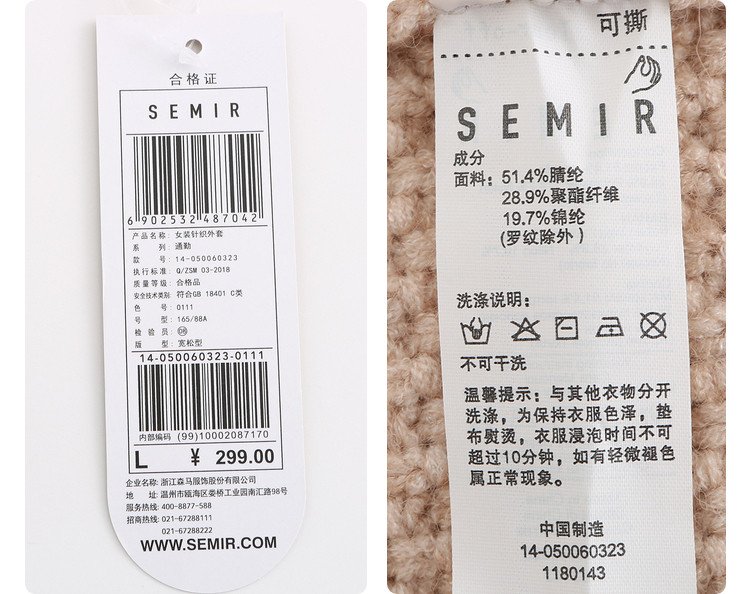 合格证
SEMIR
6902532487042
产品名称: 女装针织外套
系 列: 通勤
款 号: 14-050060323
执行标准: Q/ZSM 03-2018
质量等级: 合格品
安全技术类别: 符合GB 18401 C类
色 号: 0111
号 型: 165/88A
检 验 员: 08
版 型: 宽松型
14-050060323-0111
内部编码 (99)10002087170
L ¥ 299.00
企业名称: 浙江森马服饰股份有限公司
地 址: 温州市瓯海区娄桥工业园南汇路98号
服务热线: 400-8877-588
招商热线: 021-67288111
021-67288222
WWW.SEMIR.COM
可撕
SEMIR
成分
面料: 51.4%腈纶
28.9%聚酯纤维
19.7%锦纶
(罗纹除外)
洗涤说明:
不可干洗
温馨提示: 与其他衣物分开
洗涤, 为保持衣服色泽, 垫
布熨烫, 衣服浸泡时间不可
超过10分钟, 如有轻微褪色
属正常现象。
中国制造
14-050060323
1180143